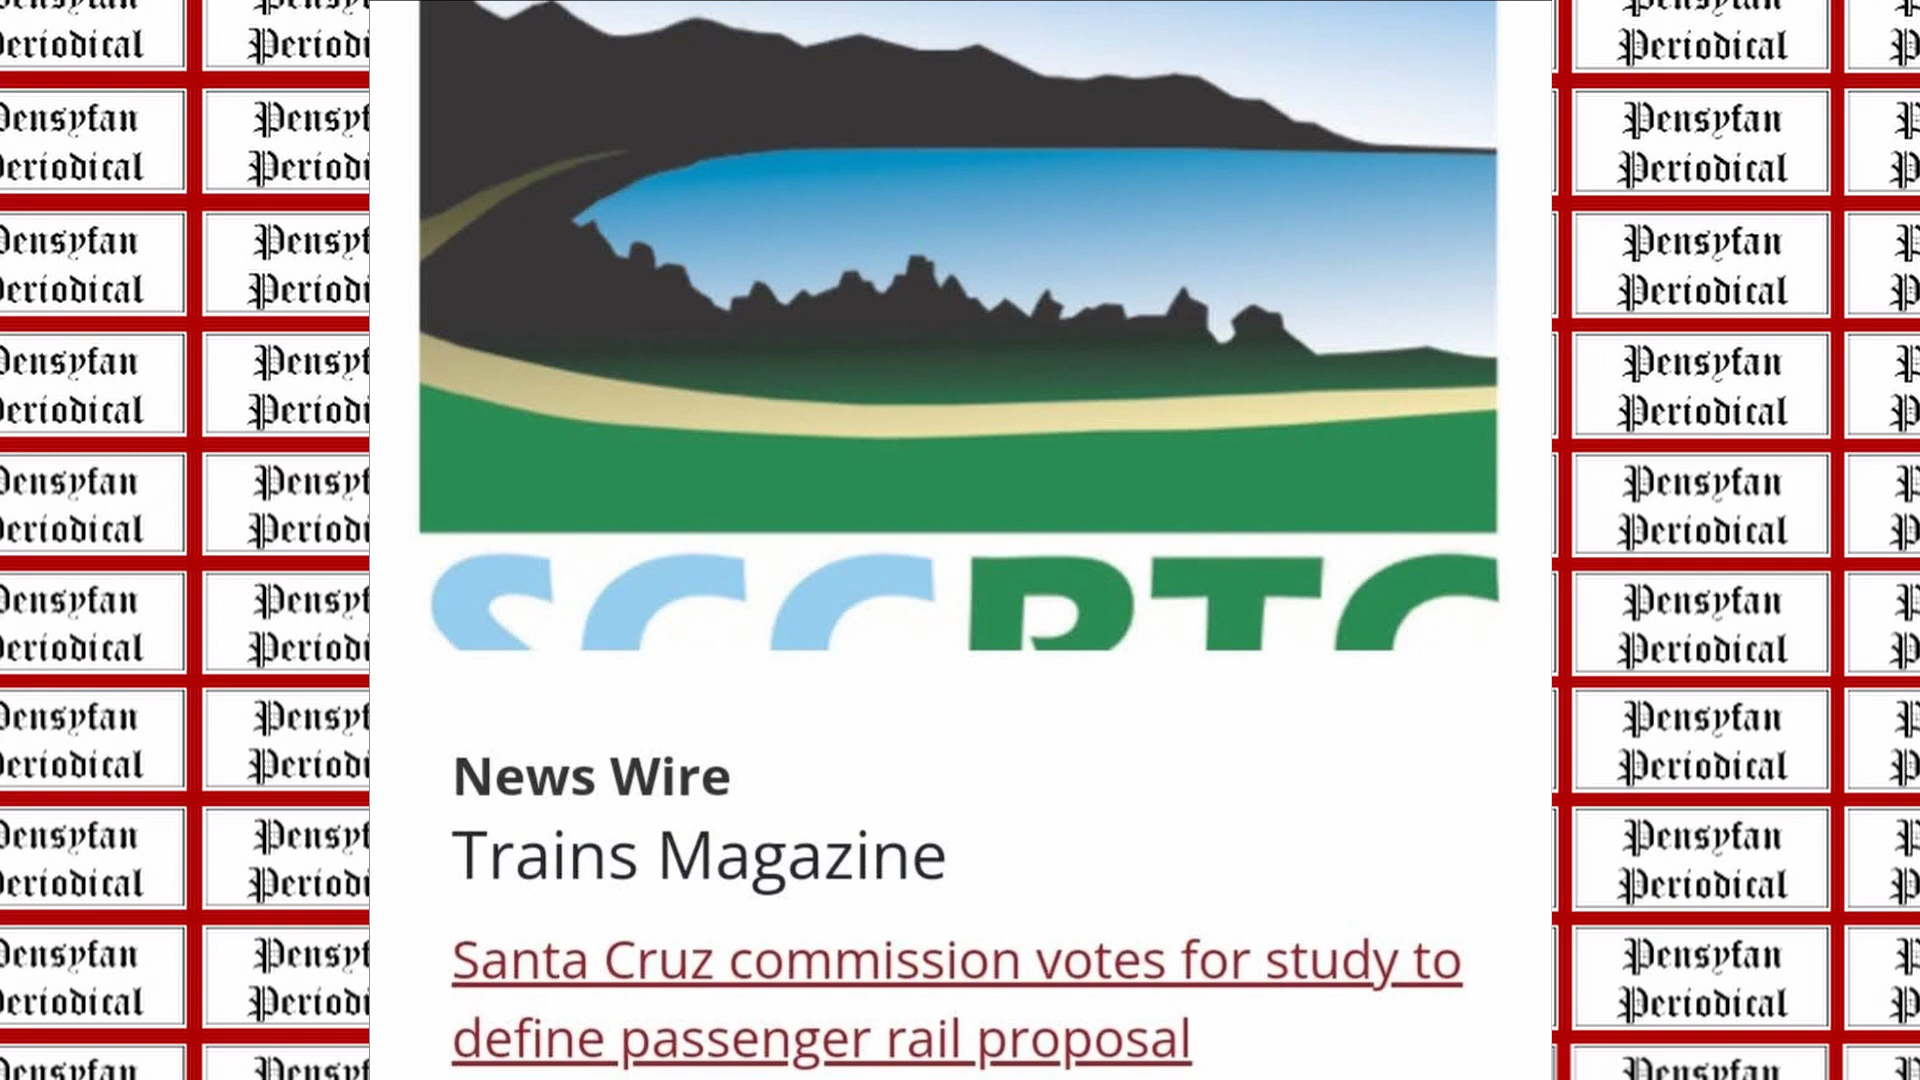 SCCRTC
News Wire
Trains Magazine
Santa Cruz commission votes for study to
define passenger rail proposal
Pensyfan
Periodical